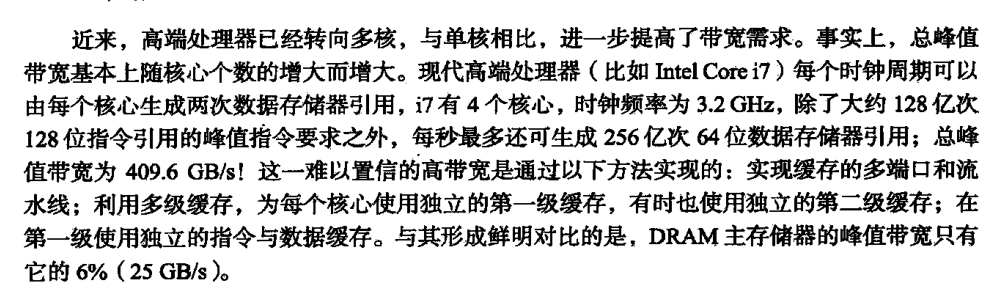 近来，高端处理器已经转向多核，与单核相比，进一步提高了带宽需求。事实上，总峰值
带宽基本上随核心个数的增大而增大。现代高端处理器（比如 Intel Core i7）每个时钟周期可以
由每个核心生成两次数据存储器引用，i7 有 4 个核心，时钟频率为 3.2 GHz，除了大约 128 亿次
128 位指令引用的峰值指令要求之外，每秒最多还可生成 256 亿次 64 位数据存储器引用；总峰
值带宽为 409.6 GB/s！这一难以置信的高带宽是通过以下方法实现的：实现缓存的多端口和流
水线；利用多级缓存，为每个核心使用独立的第一级缓存，有时也使用独立的第二级缓存；在
第一级使用独立的指令与数据缓存。与其形成鲜明对比的是，DRAM 主存储器的峰值带宽只有
它的 6%（25 GB/s）。